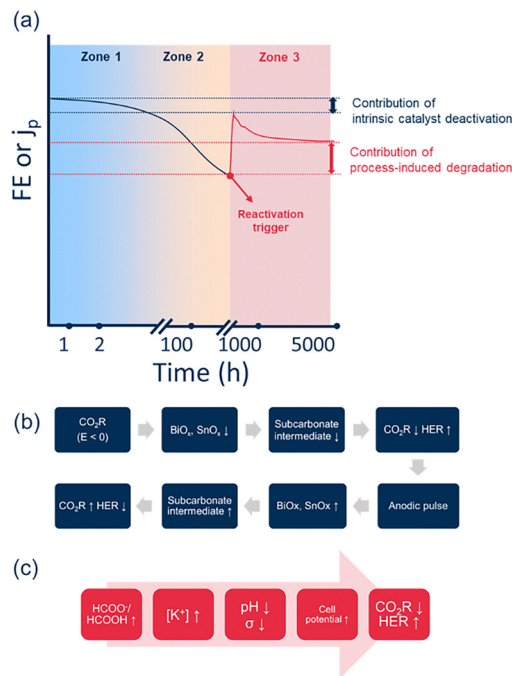 (a)
Zone 1
Zone 2
Zone 3
FE or jp
Contribution of
intrinsic catalyst deactivation
Contribution of
process-induced degradation
Reactivation
trigger
1
2
100
1000
5000
Time (h)
(b)
CO₂R
(E < 0)
BiOₓ, SnOₓ ↓
Subcarbonate
intermediate ↓
CO₂R ↓ HER ↑
CO₂R ↑ HER ↓
Subcarbonate
intermediate ↑
BiOx, SnOx ↑
Anodic pulse
(c)
HCOO⁻/
HCOOH ↑
[K⁺] ↑
pH ↓
σ ↓
Cell
potential ↑
CO₂R ↓
HER ↑